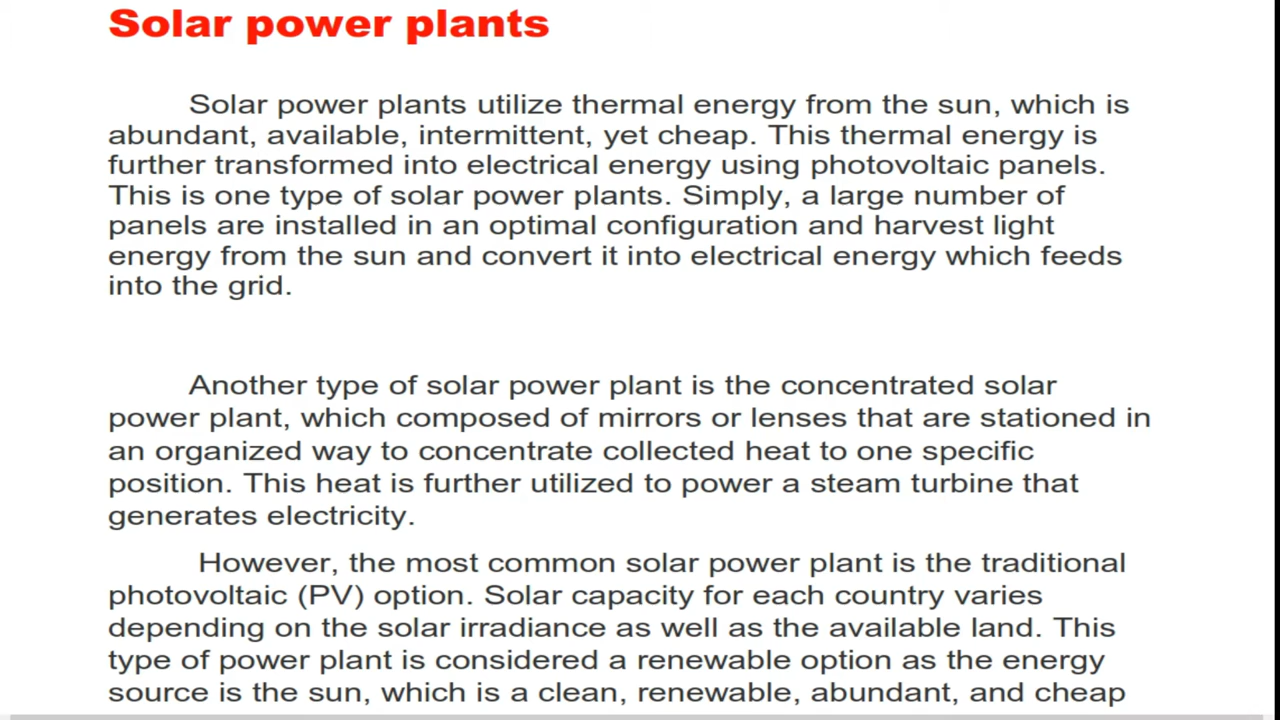 Solar power plants
Solar power plants utilize thermal energy from the sun, which is
abundant, available, intermittent, yet cheap. This thermal energy is
further transformed into electrical energy using photovoltaic panels.
This is one type of solar power plants. Simply, a large number of
panels are installed in an optimal configuration and harvest light
energy from the sun and convert it into electrical energy which feeds
into the grid.
Another type of solar power plant is the concentrated solar
power plant, which composed of mirrors or lenses that are stationed in
an organized way to concentrate collected heat to one specific
position. This heat is further utilized to power a steam turbine that
generates electricity.
However, the most common solar power plant is the traditional
photovoltaic (PV) option. Solar capacity for each country varies
depending on the solar irradiance as well as the available land. This
type of power plant is considered a renewable option as the energy
source is the sun, which is a clean, renewable, abundant, and cheap